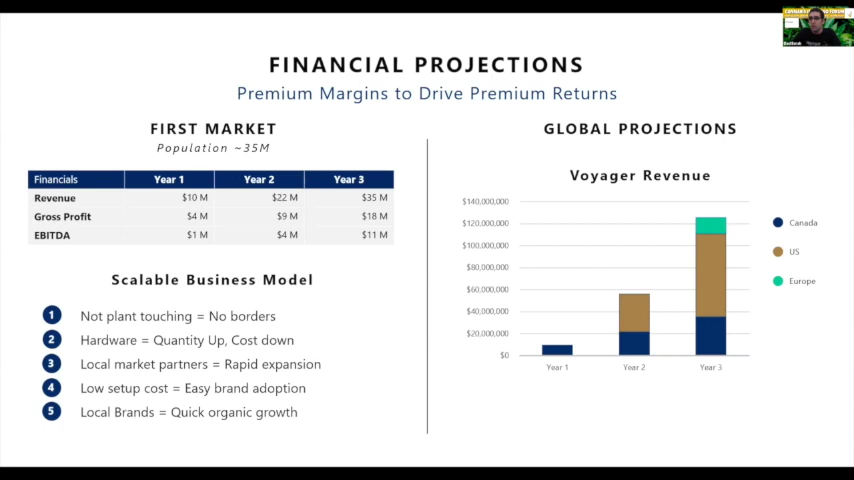 FINANCIAL PROJECTIONS
Premium Margins to Drive Premium Returns
FIRST MARKET
Population ~35M
Financials Year 1 Year 2 Year 3
Revenue $10 M $22 M $35 M
Gross Profit $4 M $9 M $18 M
EBITDA $1 M $4 M $11 M
Scalable Business Model
1 Not plant touching = No borders
2 Hardware = Quantity Up, Cost down
3 Local market partners = Rapid expansion
4 Low setup cost = Easy brand adoption
5 Local Brands = Quick organic growth
GLOBAL PROJECTIONS
Voyager Revenue
$140,000,000
$120,000,000
$100,000,000
$80,000,000
$60,000,000
$40,000,000
$20,000,000
$0
Year 1 Year 2 Year 3
Canada
US
Europe